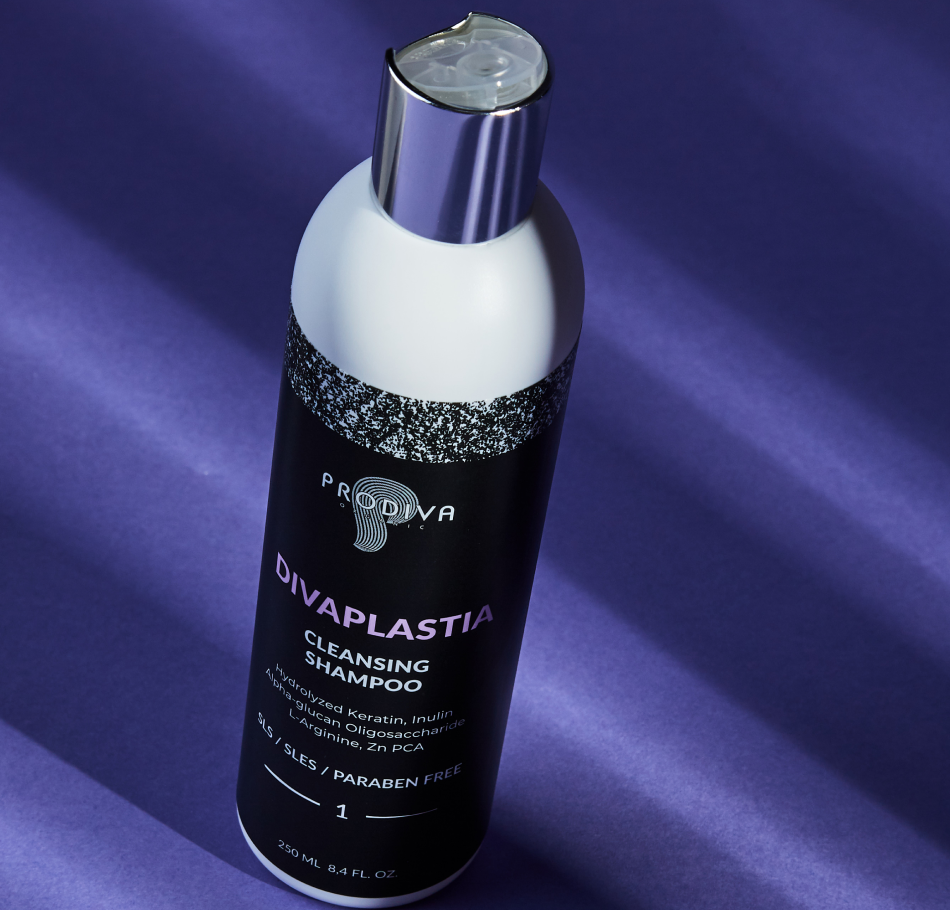 PRODIVA
DIVAPLASTIA
CLEANSING
SHAMPOO
Hydrolyzed Keratin, Inulin
Alpha-glucan Oligosaccharide
L-Arginine, Zn PCA
SLS / SLES / PARABEN FREE
1
250 ML 8,4 FL. OZ.